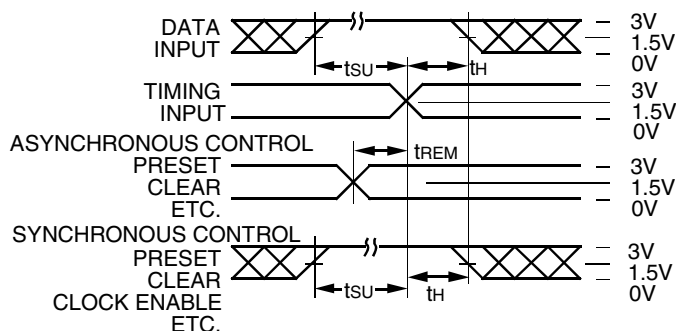 DATA
INPUT
3V
1.5V
0V
tSU
tH
TIMING
INPUT
3V
1.5V
0V
ASYNCHRONOUS CONTROL
PRESET
CLEAR
ETC.
tREM
3V
1.5V
0V
SYNCHRONOUS CONTROL
PRESET
CLEAR
CLOCK ENABLE
ETC.
tSU
tH
3V
1.5V
0V